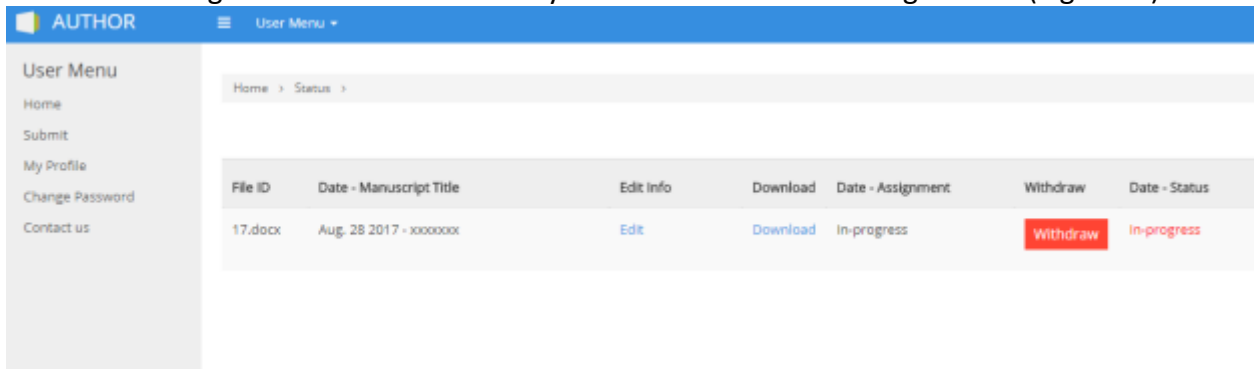 AUTHOR
User Menu
User Menu
Home
Submit
My Profile
Change Password
Contact us
Home > Status >
File ID Date - Manuscript Title Edit Info Download Date - Assignment Withdraw Date - Status
17.docx Aug. 28 2017 - xxxxxxx Edit Download In-progress Withdraw In-progress